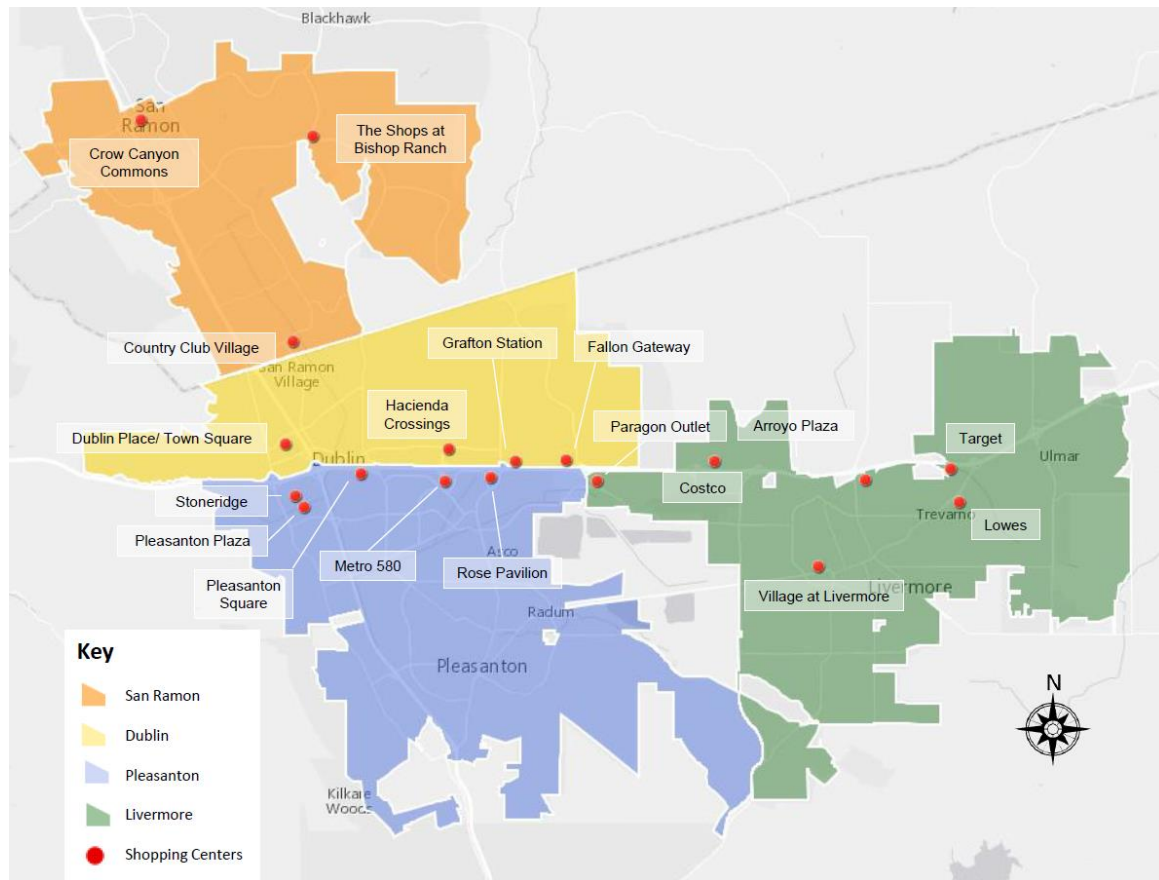 Blackhawk
San
Ramon
Crow Canyon
Commons
The Shops at
Bishop Ranch
Country Club Village
San Ramon
Village
Grafton Station
Fallon Gateway
Hacienda
Crossings
Dublin Place/ Town Square
Dublin
Paragon Outlet
Arroyo Plaza
Target
Ulmar
Stoneridge
Costco
Trevarno
Lowes
Pleasanton Plaza
Pleasanton
Square
Metro 580
Asco
Rose Pavilion
Village at Livermore
Livermore
Radum
Pleasanton
Kilkare
Woods
N
Key
San Ramon
Dublin
Pleasanton
Livermore
Shopping Centers